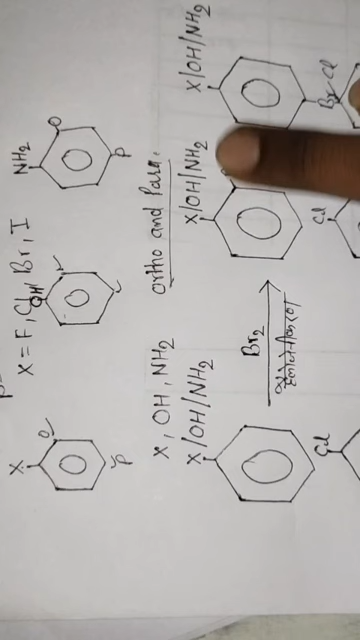 X NH2
o o
p p
X = F, Cl, Br, I
OH
X, OH, NH2 ortho and Para.
X/OH/NH2 X/OH/NH2 X/OH/NH2
Br2
Br
Cl Cl Cl